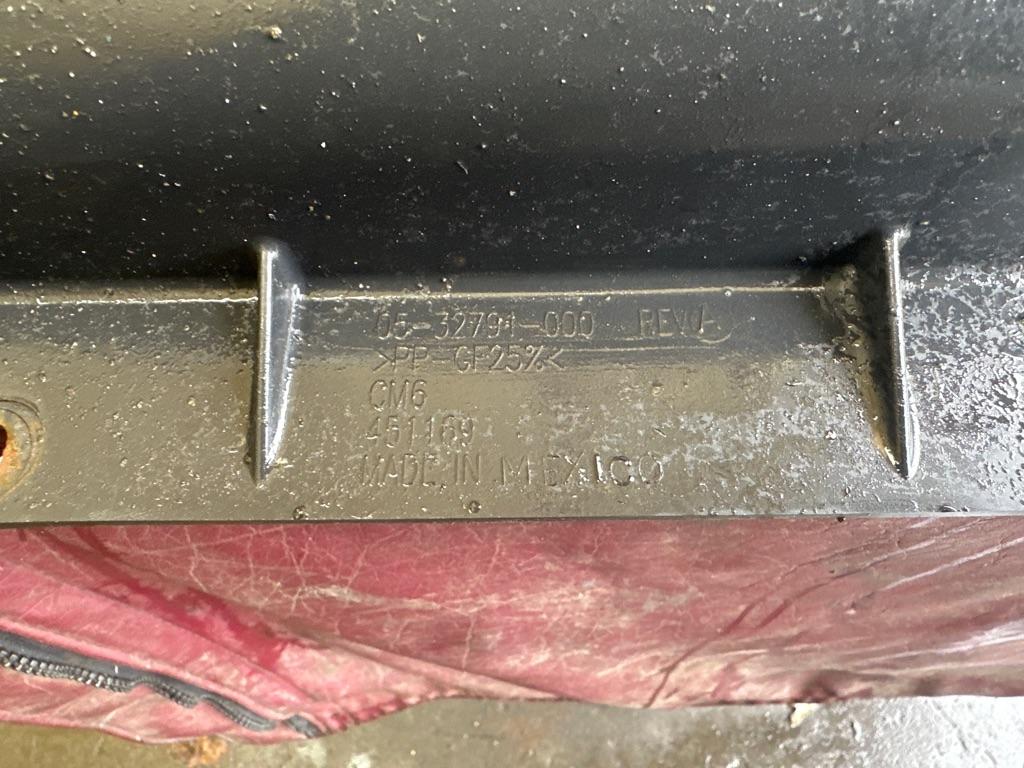 05-32791-000 REV
>PP-GF25%<
CM6
451169
MADE IN MEXICO